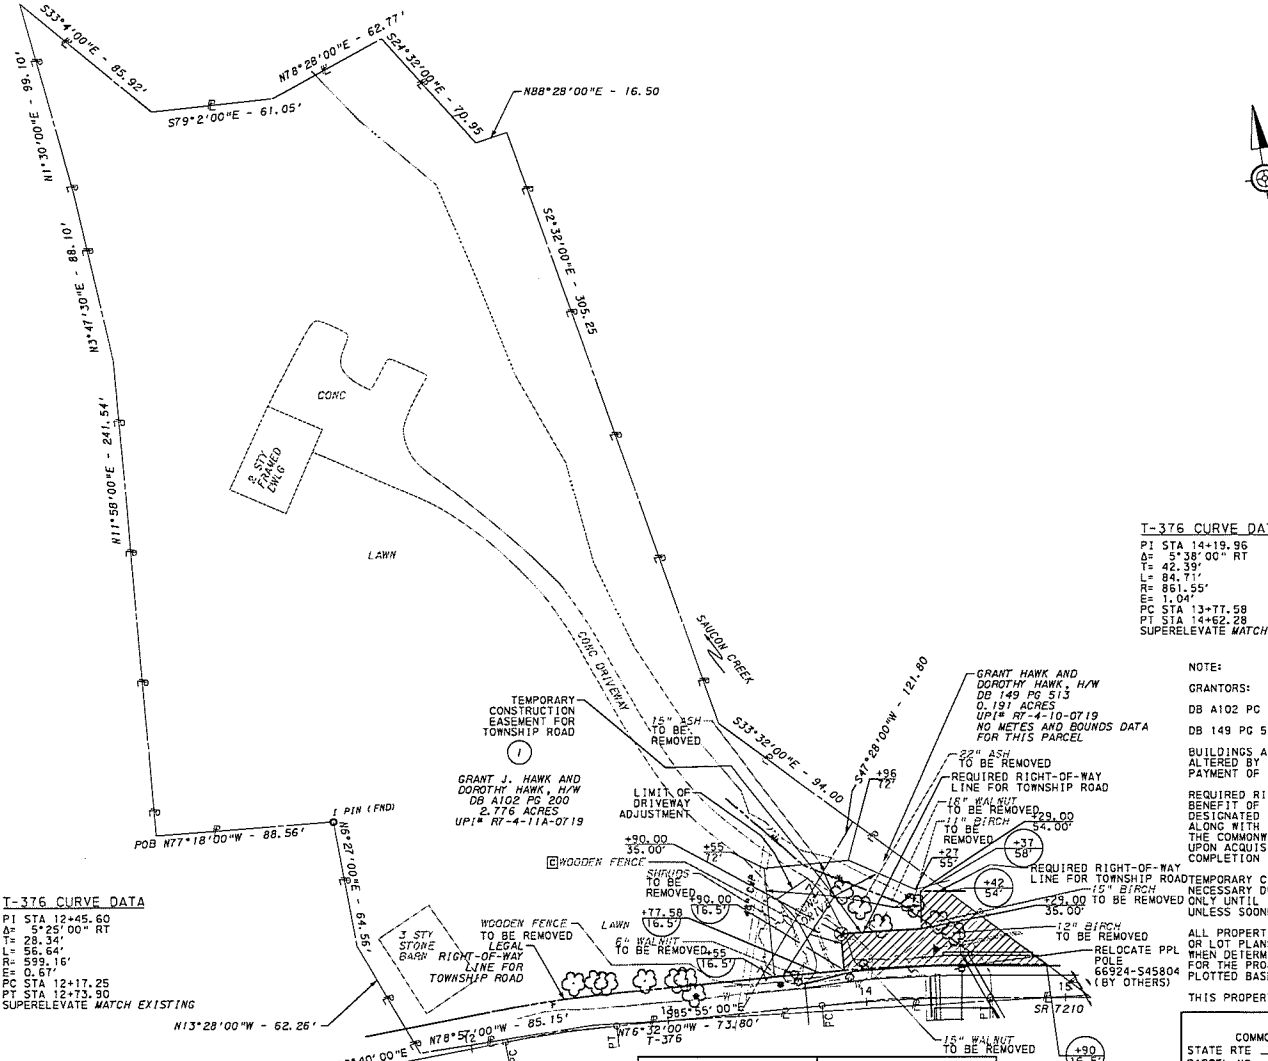 S33°4'00"E - 85.92'
N78°28'00"E - 62.77'
S24°32'00"E - 70.95
N88°28'00"E - 16.50
S79°2'00"E - 61.05'
N1°30'00"E - 99.10'
N3°47'30"E - 88.10'
S2°32'00"E - 305.25
CONC
2 STY
FRAMED
DWLG
N11°58'00"E - 241.54'
LAWN
CONC DRIVEWAY
SAUCON CREEK
T-376 CURVE DAT
PI STA 14+19.96
Δ= 5°38'00" RT
T= 42.39'
L= 84.71'
R= 861.55'
E= 1.04'
PC STA 13+77.58
PT STA 14+62.28
SUPERELEVATE MATCH
NOTE:
GRANTORS:
DB A102 PC
DB 149 PG 5
BUILDINGS A
ALTERED BY
PAYMENT OF
REQUIRED RI
BENEFIT OF
DESIGNATED
ALONG WITH
THE COMMONW
UPON ACQUIS
COMPLETION
TEMPORARY C
NECESSARY D
ONLY UNTIL
UNLESS SOON
ALL PROPERT
OR LOT PLAN
WHEN DETERM
FOR THE PRO
PLOTTED BAS
THIS PROPER
TEMPORARY
CONSTRUCTION
EASEMENT FOR
TOWNSHIP ROAD
1
GRANT J. HAWK AND
DOROTHY HAWK, H/W
DB A102 PG 200
2.776 ACRES
UPI# R7-4-11A-0719
15" ASH
TO BE
REMOVED
S33°32'00"E - 94.00
S47°28'00"W - 121.80
GRANT HAWK AND
DOROTHY HAWK, H/W
DB 149 PG 513
0.191 ACRES
UPI# R7-4-10-0719
NO METES AND BOUNDS DATA
FOR THIS PARCEL
22" ASH
TO BE REMOVED
REQUIRED RIGHT-OF-WAY
LINE FOR TOWNSHIP ROAD
+96
72'
LIMIT OF
DRIVEWAY
ADJUSTMENT
18" WALNUT
TO BE REMOVED
11" BIRCH
TO BE
REMOVED
+29.00
54.00'
+37
58'
+27
55'
+90.00
35.00'
+55
72'
C WOODEN FENCE
REQUIRED RIGHT-OF-WAY
LINE FOR TOWNSHIP ROAD
+42
54'
SHRUBS
TO BE
REMOVED
+90.00
16.5'
15" BIRCH
TO BE REMOVED
+29.00
35.00'
+77.58
16.5'
LAWN
WOODEN FENCE
TO BE REMOVED
12" BIRCH
TO BE REMOVED
6" WALNUT
TO BE REMOVED
+55
16.5'
RELOCATE PPL
POLE
66924-S45804
(BY OTHERS)
LEGAL
RIGHT-OF-WAY
LINE FOR
TOWNSHIP ROAD
I PIN (FND)
POB N77°18'00"W - 88.56'
N6°27'00"E - 64.56'
3 STY
STONE
BARN
T-376 CURVE DATA
PI STA 12+45.60
Δ= 5°25'00" RT
T= 28.34'
L= 56.64'
R= 599.16'
E= 0.67'
PC STA 12+17.25
PT STA 12+73.90
SUPERELEVATE MATCH EXISTING
N13°28'00"W - 62.26'
N78°57'00"W - 85.15'
12
PT
N76°32'00"W - 73.80'
T-376
13
S85°55'00"E
PC
14
15
SR 7210
15" WALNUT
TO BE REMOVED
+90
16.5'
COMMO
STATE RTE